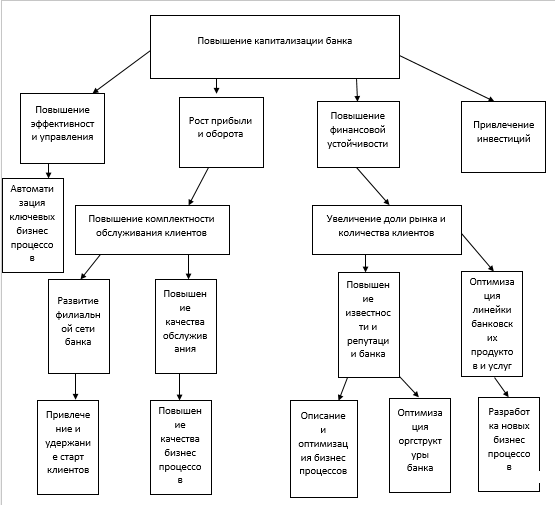 Повышение капитализации банка
Повышение
эффективност
и управления
Рост прибыли
и оборота
Повышение
финансовой
устойчивости
Привлечение
инвестиций
Автомати
зация
ключевых
бизнес
процессо
в
Повышение комплектности
обслуживания клиентов
Увеличение доли рынка и
количества клиентов
Развитие
филиальн
ой сети
банка
Повышен
ие
качества
обслужив
ания
Повышен
ие
известнос
ти и
репутаци
и банка
Оптимиза
ция
линейки
банковск
их
продукто
в и услуг
Привлече
ние и
удержани
е старт
клиентов
Повышен
ие
качества
бизнес
процессо
в
Описание
и
оптимизац
ия бизнес
процессов
Оптимиза
ция
оргструкт
уры
банка
Разработ
ка новых
бизнес
процессо
в